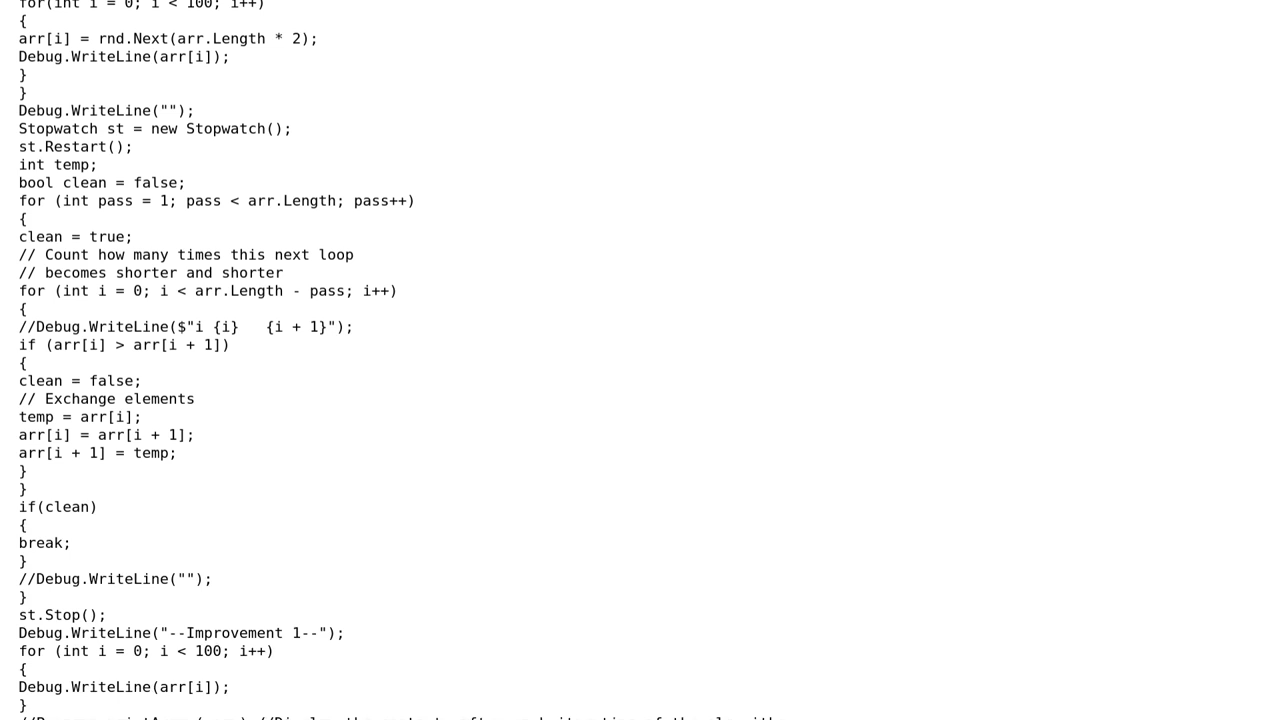 for(int i = 0; i < 100; i++)
{
arr[i] = rnd.Next(arr.Length * 2);
Debug.WriteLine(arr[i]);
}
}
Debug.WriteLine("");
Stopwatch st = new Stopwatch();
st.Restart();
int temp;
bool clean = false;
for (int pass = 1; pass < arr.Length; pass++)
{
clean = true;
// Count how many times this next loop
// becomes shorter and shorter
for (int i = 0; i < arr.Length - pass; i++)
{
//Debug.WriteLine($"i {i}   {i + 1}");
if (arr[i] > arr[i + 1])
{
clean = false;
// Exchange elements
temp = arr[i];
arr[i] = arr[i + 1];
arr[i + 1] = temp;
}
}
if(clean)
{
break;
}
//Debug.WriteLine("");
}
st.Stop();
Debug.WriteLine("--Improvement 1--");
for (int i = 0; i < 100; i++)
{
Debug.WriteLine(arr[i]);
}